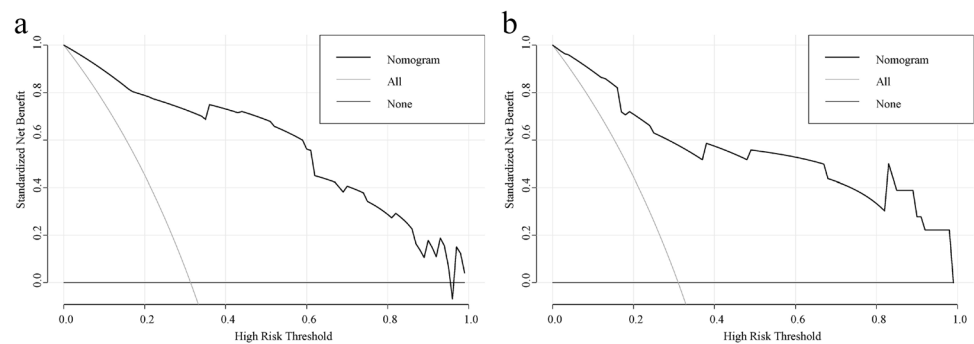 a
Standardized Net Benefit
1.0
0.8
0.6
0.4
0.2
0.0
Nomogram
All
None
0.0 0.2 0.4 0.6 0.8 1.0
High Risk Threshold
b
Standardized Net Benefit
1.0
0.8
0.6
0.4
0.2
0.0
Nomogram
All
None
0.0 0.2 0.4 0.6 0.8 1.0
High Risk Threshold